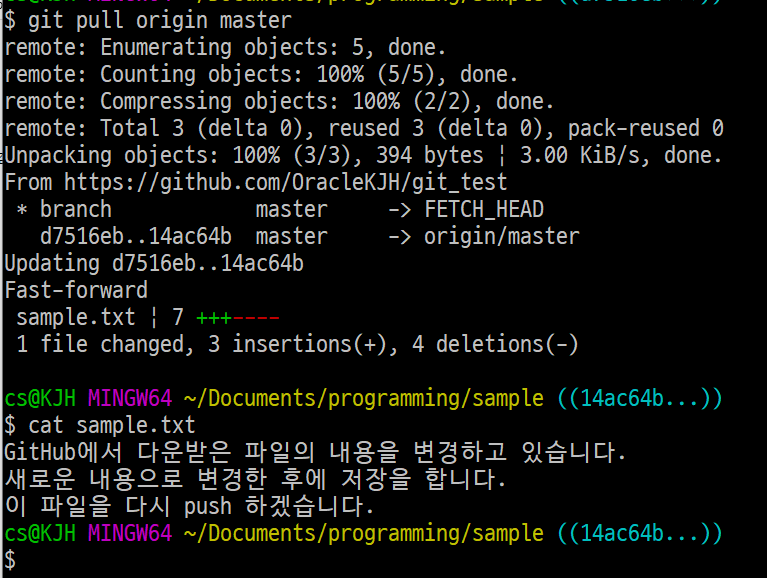 cs@KJH MINGW64 ~/Documents/programming/sample ((d7516eb...))
$ git pull origin master
remote: Enumerating objects: 5, done.
remote: Counting objects: 100% (5/5), done.
remote: Compressing objects: 100% (2/2), done.
remote: Total 3 (delta 0), reused 3 (delta 0), pack-reused 0
Unpacking objects: 100% (3/3), 394 bytes ¦ 3.00 KiB/s, done.
From https://github.com/OracleKJH/git_test
 * branch            master     -> FETCH_HEAD
   d7516eb..14ac64b  master     -> origin/master
Updating d7516eb..14ac64b
Fast-forward
 sample.txt ¦ 7 +++----
 1 file changed, 3 insertions(+), 4 deletions(-)
cs@KJH MINGW64 ~/Documents/programming/sample ((14ac64b...))
$ cat sample.txt
GitHub에서 다운받은 파일의 내용을 변경하고 있습니다.
새로운 내용으로 변경한 후에 저장을 합니다.
이 파일을 다시 push 하겠습니다.
cs@KJH MINGW64 ~/Documents/programming/sample ((14ac64b...))
$